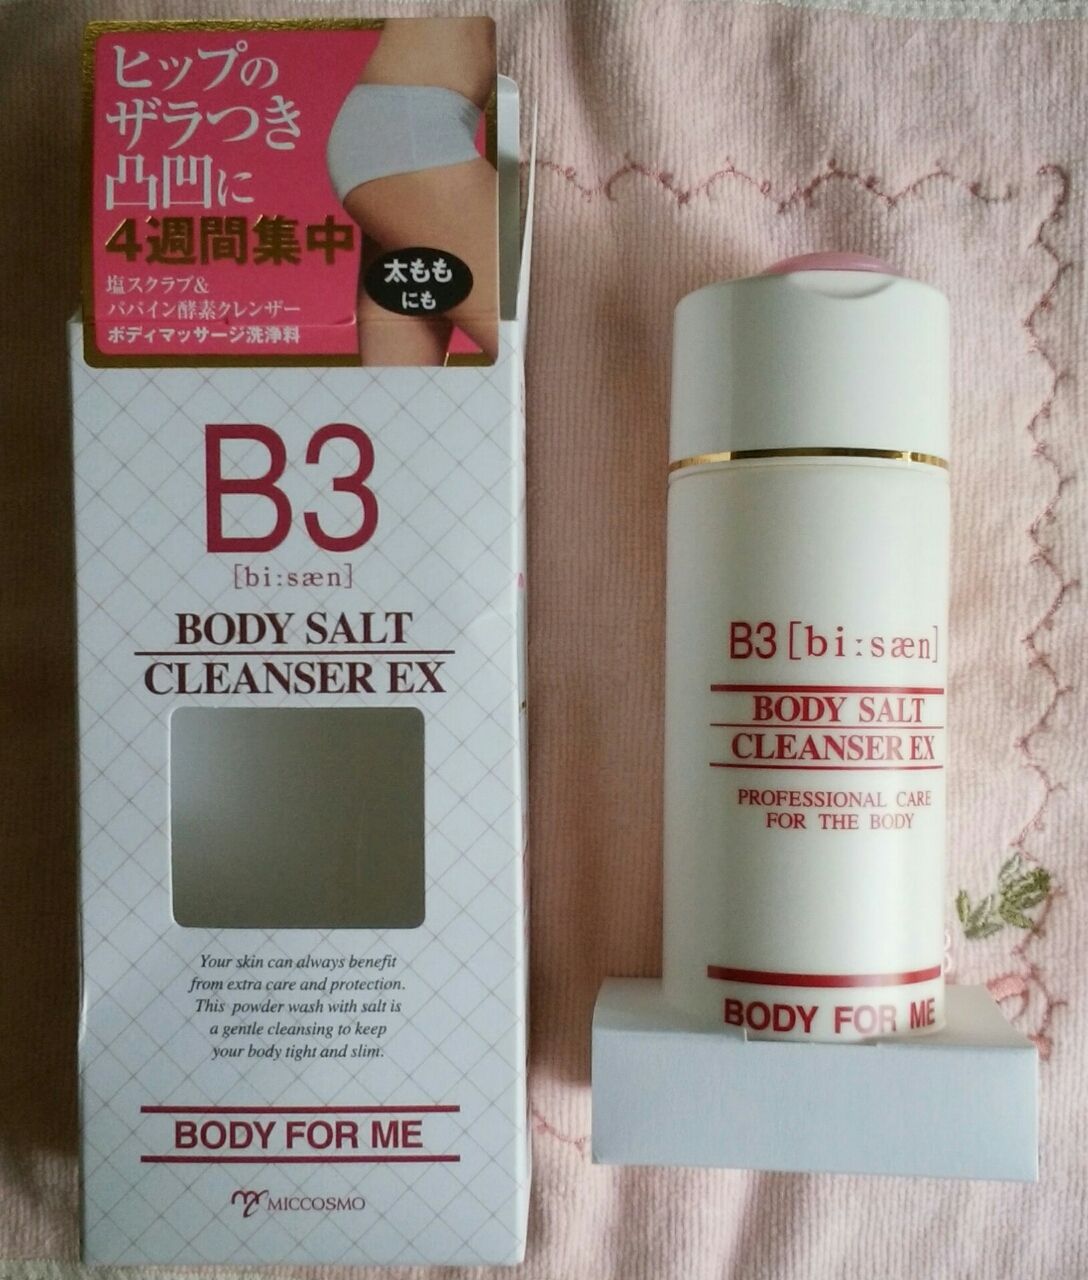 ヒップの
ザラつき
凸凹に
4週間集中
太もも
にも
塩スクラブ&
パパイン酵素クレンザー
ボディマッサージ洗浄料
B3
[bi:sæn]
BODY SALT
CLEANSER EX
Your skin can always benefit
from extra care and protection.
This powder wash with salt is
a gentle cleansing to keep
your body tight and slim.
BODY FOR ME
MICCOSMO
B3 [bi:sæn]
BODY SALT
CLEANSER EX
PROFESSIONAL CARE
FOR THE BODY
BODY FOR ME